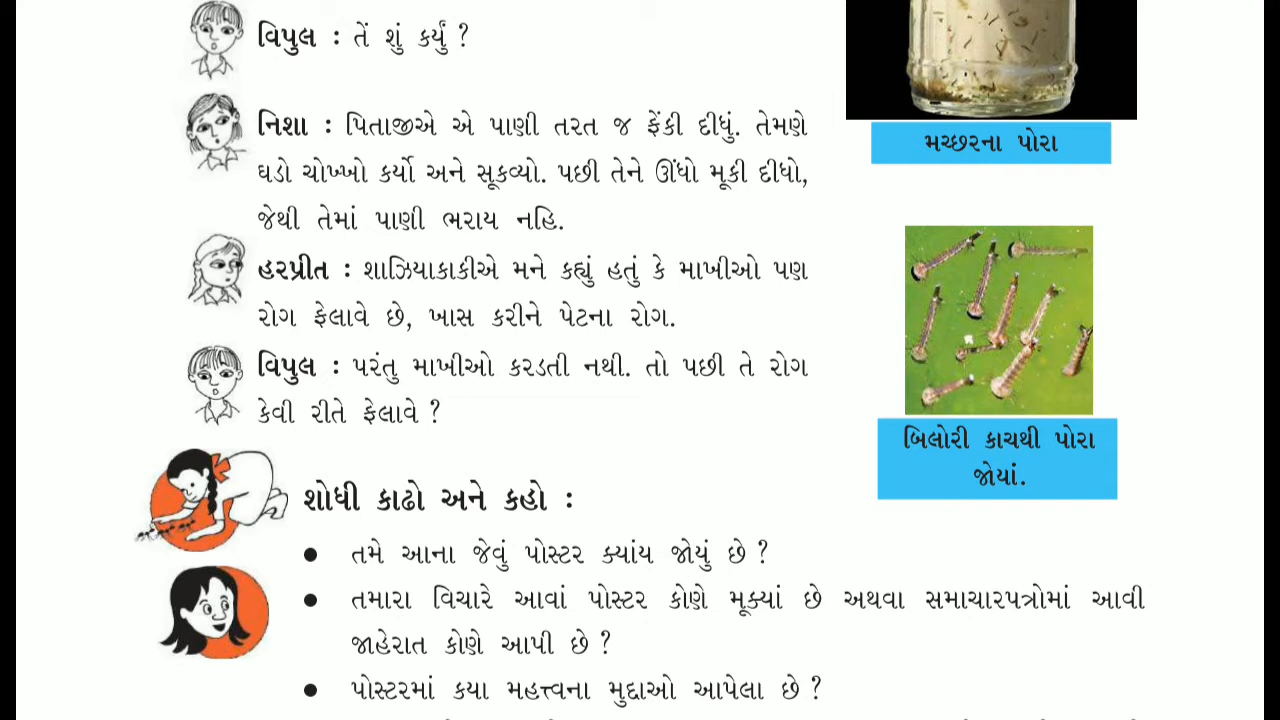 વિપુલ : તેં શું કર્યું ?
નિશા : પિતાજીએ એ પાણી તરત જ ફેંકી દીધું. તેમણે
ઘડો ચોખ્ખો કર્યો અને સૂકવ્યો. પછી તેને ઊંધો મૂકી દીધો,
જેથી તેમાં પાણી ભરાય નહિ.
હરપ્રીત : શાઝિયાકાકીએ મને કહ્યું હતું કે માખીઓ પણ
રોગ ફેલાવે છે, ખાસ કરીને પેટના રોગ.
વિપુલ : પરંતુ માખીઓ કરડતી નથી. તો પછી તે રોગ
કેવી રીતે ફેલાવે ?
મચ્છરના પોરા
બિલોરી કાચથી પોરા
જોયાં.
શોધી કાઢો અને કહો :
• તમે આના જેવું પોસ્ટર ક્યાંય જોયું છે ?
• તમારા વિચારે આવાં પોસ્ટર કોણે મૂક્યાં છે અથવા સમાચારપત્રોમાં આવી
જાહેરાત કોણે આપી છે ?
• પોસ્ટરમાં કયા મહત્ત્વના મુદ્દાઓ આપેલા છે ?